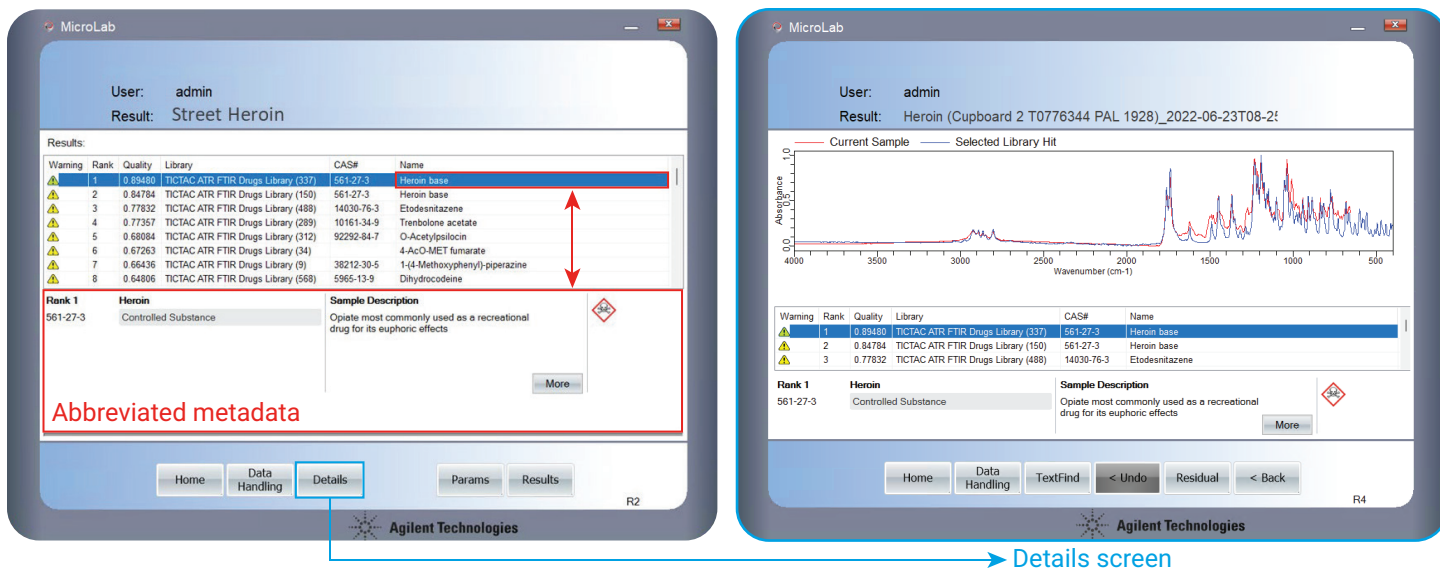 MicroLab
User: admin
Result: Street Heroin
Results:
Warning Rank Quality Library CAS# Name
1 0.89480 TICTAC ATR FTIR Drugs Library (337) 561-27-3 Heroin base
2 0.84784 TICTAC ATR FTIR Drugs Library (150) 561-27-3 Heroin base
3 0.77832 TICTAC ATR FTIR Drugs Library (488) 14030-76-3 Etodesnitazene
4 0.77357 TICTAC ATR FTIR Drugs Library (289) 10161-34-9 Trenbolone acetate
5 0.68084 TICTAC ATR FTIR Drugs Library (312) 92292-84-7 O-Acetylpsilocin
6 0.67263 TICTAC ATR FTIR Drugs Library (34) 4-AcO-MET fumarate
7 0.66436 TICTAC ATR FTIR Drugs Library (9) 38212-30-5 1-(4-Methoxyphenyl)-piperazine
8 0.64806 TICTAC ATR FTIR Drugs Library (568) 5965-13-9 Dihydrocodeine
Rank 1 Heroin Sample Description
561-27-3 Controlled Substance Opiate most commonly used as a recreational
drug for its euphoric effects
More
Abbreviated metadata
Home Data Handling Details Params Results
R2
Agilent Technologies
MicroLab
User: admin
Result: Heroin (Cupboard 2 T0776344 PAL 1928)_2022-06-23T08-25
Current Sample Selected Library Hit
Absorbance
1.0
0.5
0.0
4000 3500 3000 2500 2000 1500 1000 500
Wavenumber (cm-1)
Warning Rank Quality Library CAS# Name
1 0.89480 TICTAC ATR FTIR Drugs Library (337) 561-27-3 Heroin base
2 0.84784 TICTAC ATR FTIR Drugs Library (150) 561-27-3 Heroin base
3 0.77832 TICTAC ATR FTIR Drugs Library (488) 14030-76-3 Etodesnitazene
Rank 1 Heroin Sample Description
561-27-3 Controlled Substance Opiate most commonly used as a recreational
drug for its euphoric effects
More
Home Data Handling TextFind < Undo Residual < Back
R4
Agilent Technologies
Details screen